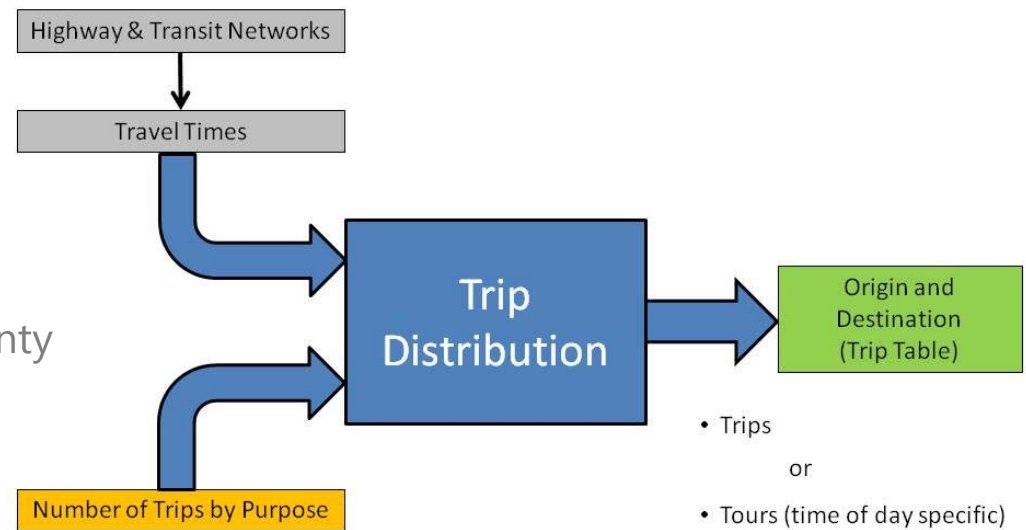 Highway & Transit Networks
Travel Times
nty
Trip
Distribution
Origin and
Destination
(Trip Table)
Number of Trips by Purpose
• Trips
or
• Tours (time of day specific)